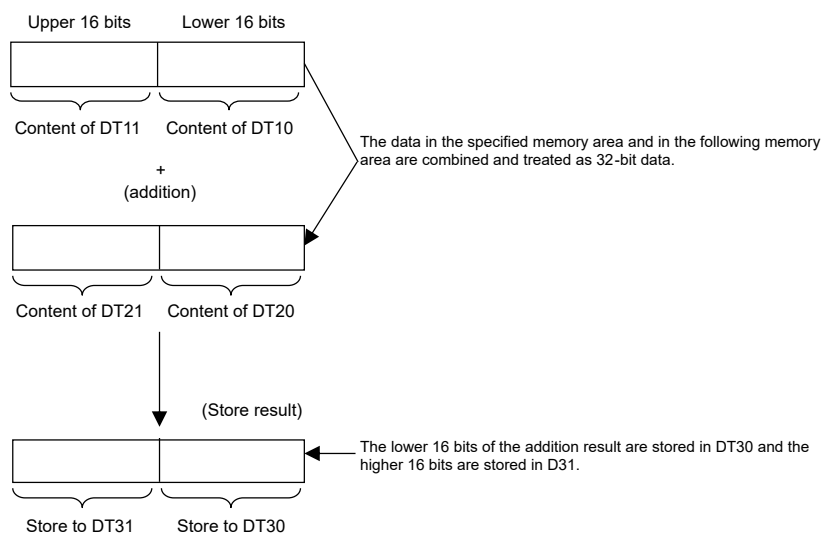 Upper 16 bits Lower 16 bits
Content of DT11 Content of DT10
The data in the specified memory area and in the following memory
area are combined and treated as 32-bit data.
+
(addition)
Content of DT21 Content of DT20
(Store result)
The lower 16 bits of the addition result are stored in DT30 and the
higher 16 bits are stored in D31.
Store to DT31 Store to DT30